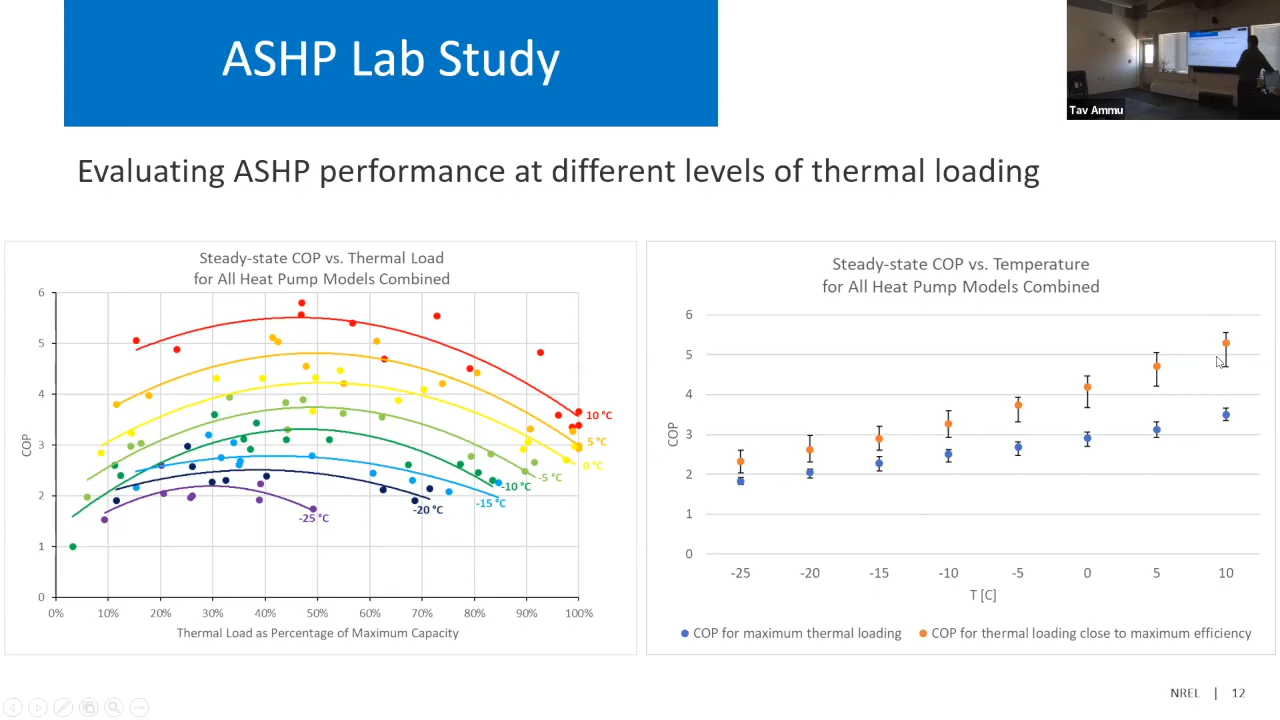 ASHP Lab Study
Tav Ammu
Evaluating ASHP performance at different levels of thermal loading
Steady-state COP vs. Thermal Load
for All Heat Pump Models Combined
6
5
4
3
2
1
0
COP
10 °C
5 °C
0 °C
-5 °C
-10 °C
-15 °C
-20 °C
-25 °C
0% 10% 20% 30% 40% 50% 60% 70% 80% 90% 100%
Thermal Load as Percentage of Maximum Capacity
Steady-state COP vs. Temperature
for All Heat Pump Models Combined
6
5
4
3
2
1
0
COP
-25 -20 -15 -10 -5 0 5 10
T [C]
COP for maximum thermal loading COP for thermal loading close to maximum efficiency
NREL | 12